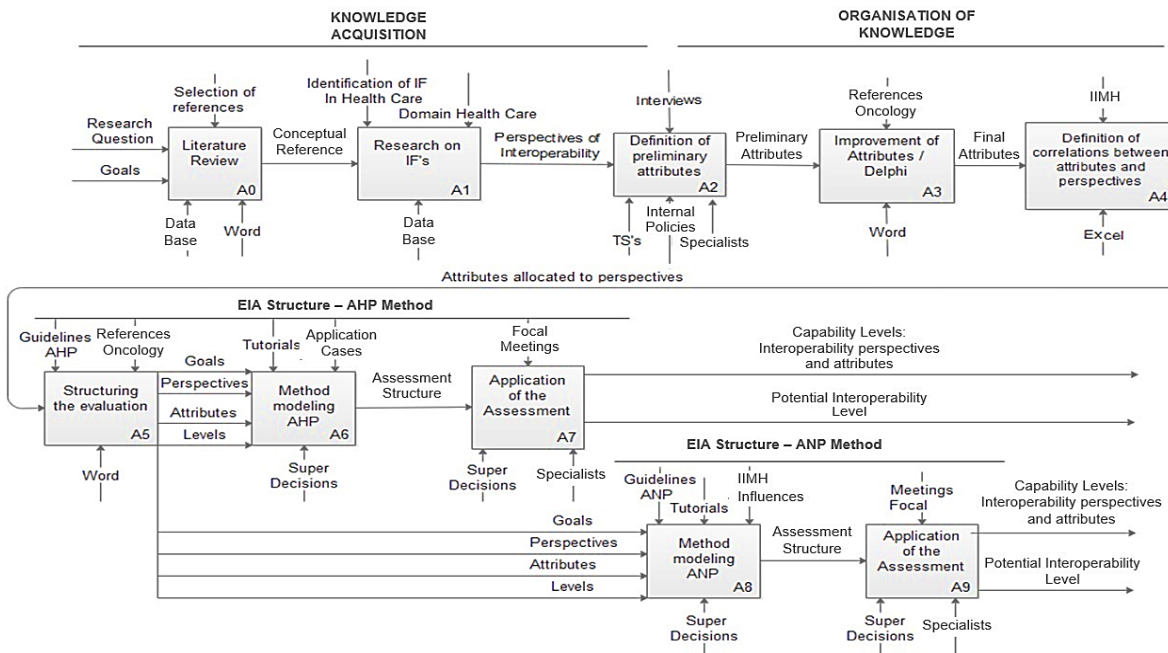 KNOWLEDGE
ACQUISITION
ORGANISATION OF
KNOWLEDGE
Selection of
references
Identification of IF
In Health Care
Domain Health Care
Interviews
References
Oncology
IIMH
Research
Question
Goals
Literature
Review
A0
Conceptual
Reference
Research on
IF's
A1
Perspectives of
Interoperability
Definition of
preliminary
attributes
A2
Preliminary
Attributes
Improvement of
Attributes /
Delphi
A3
Final
Attributes
Definition of
correlations between
attributes and
perspectives
A4
Data
Base
Word
Data
Base
TS's
Internal
Policies
Specialists
Word
Excel
Attributes allocated to perspectives
EIA Structure – AHP Method
Guidelines
AHP
References
Oncology
Tutorials
Application
Cases
Focal
Meetings
Structuring
the evaluation
A5
Goals
Perspectives
Attributes
Levels
Method
modeling
AHP
A6
Assessment
Structure
Application
of the
Assessment
A7
Capability Levels:
Interoperability perspectives
and attributes
Potential Interoperability
Level
Word
Super
Decisions
Super
Decisions
Specialists
EIA Structure – ANP Method
Guidelines
ANP
Tutorials
IIMH
Influences
Meetings
Focal
Goals
Perspectives
Attributes
Levels
Method
modeling
ANP
A8
Assessment
Structure
Application
of the
Assessment
A9
Capability Levels:
Interoperability perspectives
and attributes
Potential Interoperability
Level
Super
Decisions
Super
Decisions
Specialists